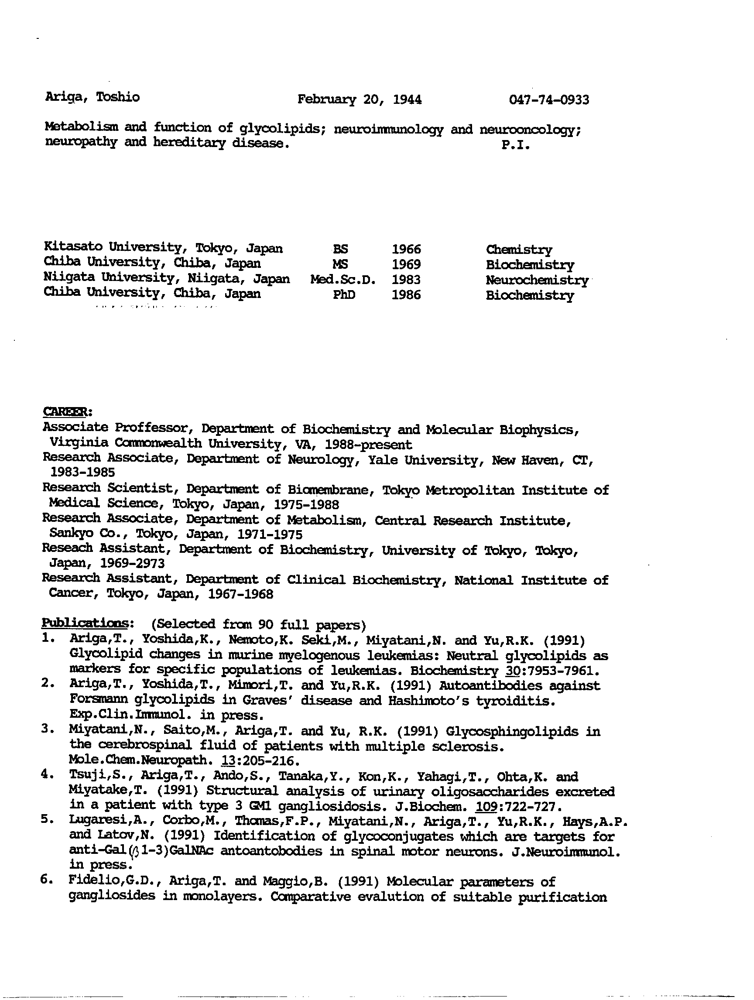 Ariga, Toshio February 20, 1944 047-74-0933
Metabolism and function of glycolipids; neuroimmunology and neurooncology;
neuropathy and hereditary disease. P.I.
Kitasato University, Tokyo, Japan BS 1966 Chemistry
Chiba University, Chiba, Japan MS 1969 Biochemistry
Niigata University, Niigata, Japan Med.Sc.D. 1983 Neurochemistry
Chiba University, Chiba, Japan PhD 1986 Biochemistry
CAREER:
Associate Proffessor, Department of Biochemistry and Molecular Biophysics,
Virginia Commonwealth University, VA, 1988-present
Research Associate, Department of Neurology, Yale University, New Haven, CT,
1983-1985
Research Scientist, Department of Biomembrane, Tokyo Metropolitan Institute of
Medical Science, Tokyo, Japan, 1975-1988
Research Associate, Department of Metabolism, Central Research Institute,
Sankyo Co., Tokyo, Japan, 1971-1975
Reseach Assistant, Department of Biochemistry, University of Tokyo, Tokyo,
Japan, 1969-2973
Research Assistant, Department of Clinical Biochemistry, National Institute of
Cancer, Tokyo, Japan, 1967-1968
Publications: (Selected from 90 full papers)
1. Ariga,T., Yoshida,K., Nemoto,K. Seki,M., Miyatani,N. and Yu,R.K. (1991)
Glycolipid changes in murine myelogenous leukemias: Neutral glycolipids as
markers for specific populations of leukemias. Biochemistry 30:7953-7961.
2. Ariga,T., Yoshida,T., Mimori,T. and Yu,R.K. (1991) Autoantibodies against
Forsmann glycolipids in Graves' disease and Hashimoto's tyroiditis.
Exp.Clin.Immunol. in press.
3. Miyatani,N., Saito,M., Ariga,T. and Yu, R.K. (1991) Glycosphingolipids in
the cerebrospinal fluid of patients with multiple sclerosis.
Mole.Chem.Neuropath. 13:205-216.
4. Tsuji,S., Ariga,T., Ando,S., Tanaka,Y., Kon,K., Yahagi,T., Ohta,K. and
Miyatake,T. (1991) Structural analysis of urinary oligosaccharides excreted
in a patient with type 3 GM1 gangliosidosis. J.Biochem. 109:722-727.
5. Lugaresi,A., Corbo,M., Thomas,F.P., Miyatani,N., Ariga,T., Yu,R.K., Hays,A.P.
and Latov,N. (1991) Identification of glycoconjugates which are targets for
anti-Gal(β1-3)GalNAc antoantobodies in spinal motor neurons. J.Neuroimmunol.
in press.
6. Fidelio,G.D., Ariga,T. and Maggio,B. (1991) Molecular parameters of
gangliosides in monolayers. Comparative evalution of suitable purification